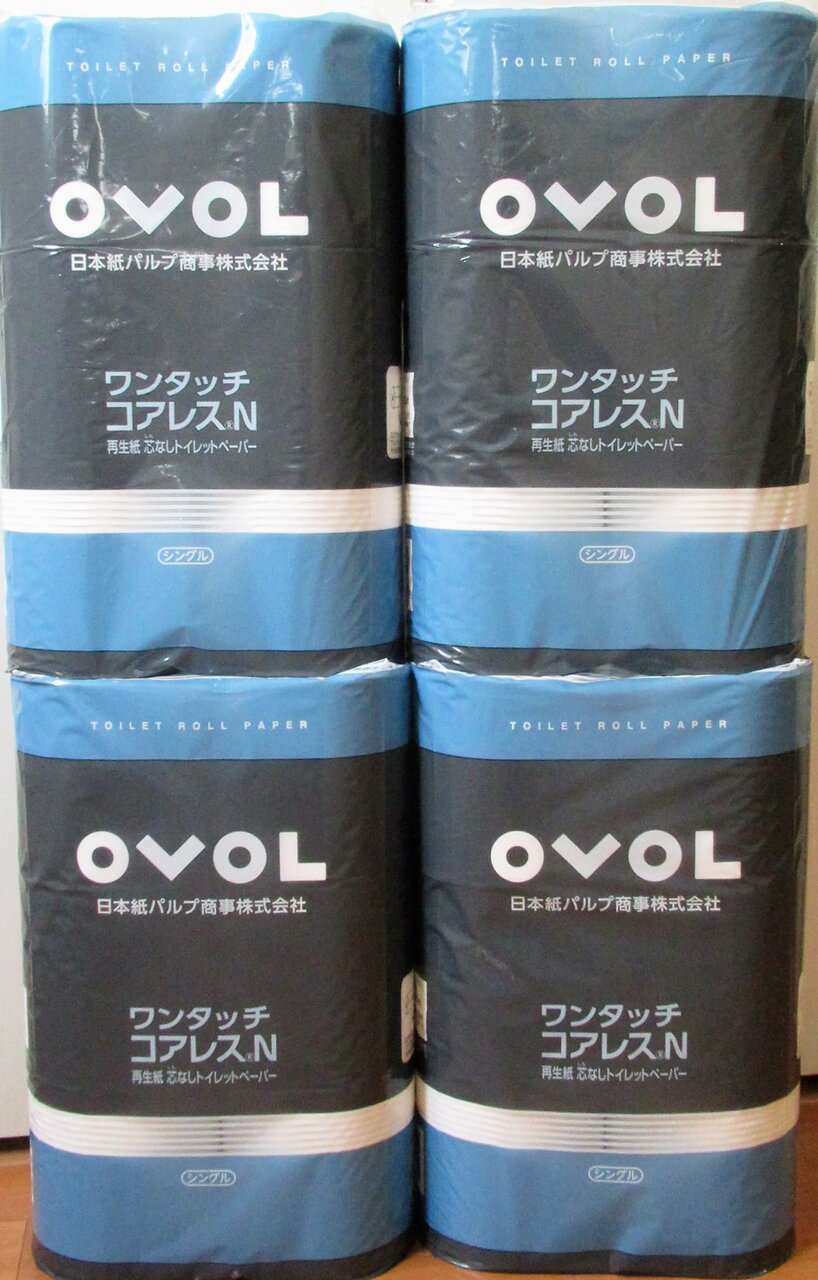 TOILET ROLL PAPER
OVOL
日本紙パルプ商事株式会社
ワンタッチ
コアレス®N
しん
再生紙 芯なしトイレットペーパー
シングル
TOILET ROLL PAPER
OVOL
日本紙パルプ商事株式会社
ワンタッチ
コアレス®N
しん
再生紙 芯なしトイレットペーパー
シングル
TOILET ROLL PAPER
OVOL
日本紙パルプ商事株式会社
ワンタッチ
コアレス®N
しん
再生紙 芯なしトイレットペーパー
シングル
TOILET ROLL PAPER
OVOL
日本紙パルプ商事株式会社
ワンタッチ
コアレス®N
しん
再生紙 芯なしトイレットペーパー
シングル